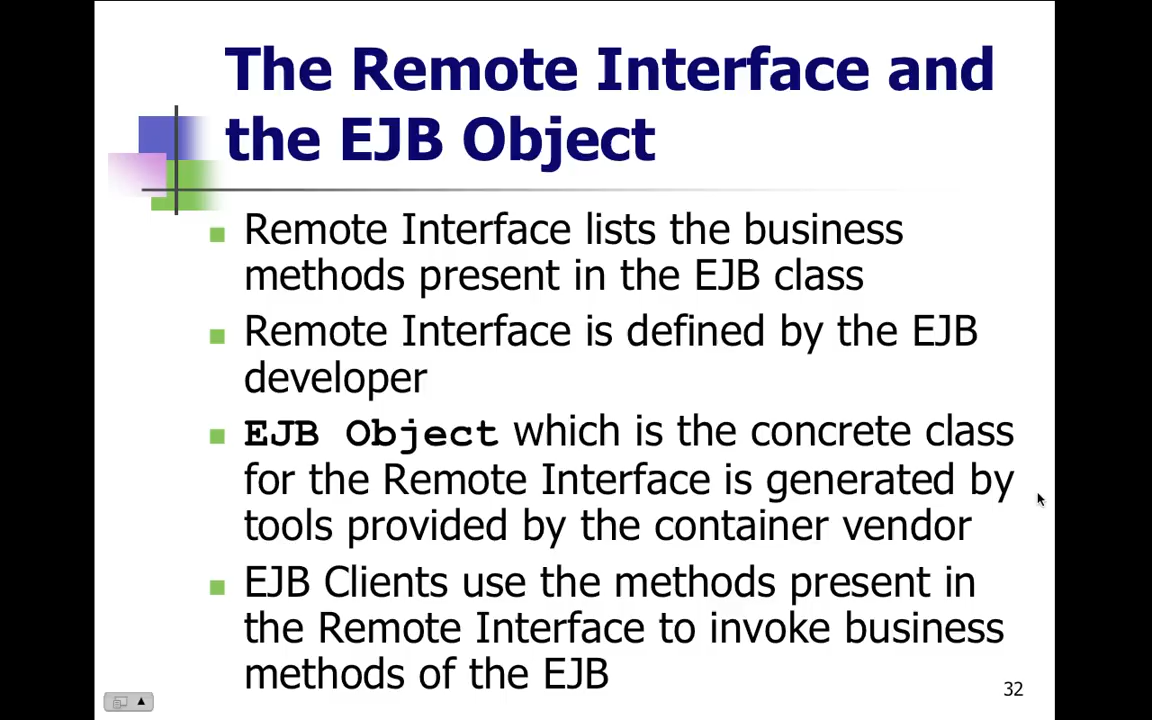 The Remote Interface and
the EJB Object
Remote Interface lists the business
methods present in the EJB class
Remote Interface is defined by the EJB
developer
EJB Object which is the concrete class
for the Remote Interface is generated by
tools provided by the container vendor
EJB Clients use the methods present in
the Remote Interface to invoke business
methods of the EJB
32